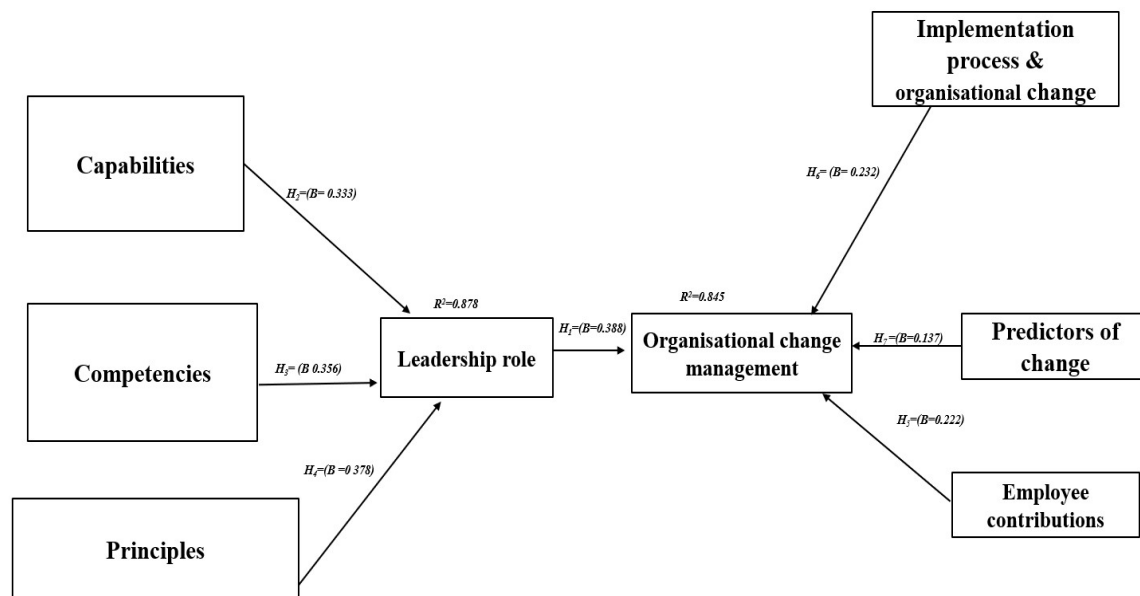 Implementation
process &
organisational change
Capabilities
H2=(B= 0.333)
H6= (B= 0.232)
R²=0.878
R²=0.845
Leadership role
H1=(B=0.388)
Organisational change
management
H7=(B=0.137)
Predictors of
change
Competencies
H3= (B 0.356)
H5=(B=0.222)
H4=(B =0 378)
Employee
contributions
Principles